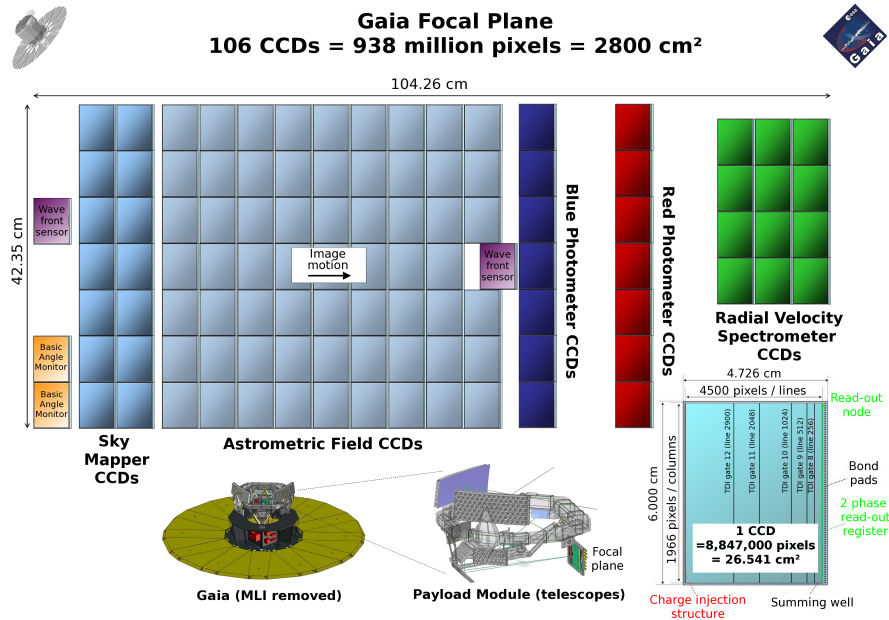 Gaia Focal Plane
106 CCDs = 938 million pixels = 2800 cm²
esa
Gaia
104.26 cm
42.35 cm
Wave
front
sensor
Image
motion
Wave
front
sensor
Basic
Angle
Monitor
Basic
Angle
Monitor
Blue Photometer CCDs
Red Photometer CCDs
Sky
Mapper
CCDs
Astrometric Field CCDs
Radial Velocity
Spectrometer
CCDs
4.726 cm
4500 pixels / lines
Read-out
node
6.000 cm
1966 pixels / columns
TDI gate 12 (line 2900)
TDI gate 11 (line 2048)
TDI gate 10 (line 1024)
TDI gate 9 (line 512)
TDI gate 8 (line 256)
Bond
pads
2 phase
read-out
register
1 CCD
=8,847,000 pixels
= 26.541 cm²
Focal
plane
Gaia (MLI removed)
Payload Module (telescopes)
Charge injection
structure
Summing well